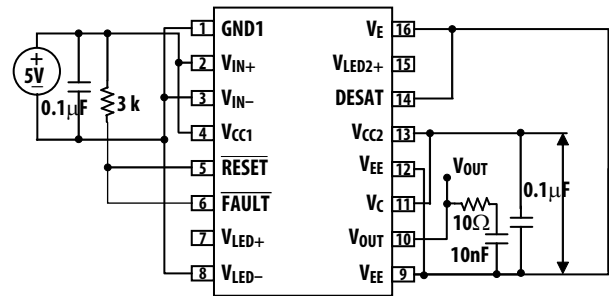 1 GND1
2 VIN+
3 VIN–
4 VCC1
5 RESET
6 FAULT
7 VLED+
8 VLED–
VE 16
VLED2+ 15
DESAT 14
VCC2 13
VEE 12
VC 11
VOUT 10
VEE 9
+
5V
–
0.1μF
3 k
VOUT
10Ω
10nF
0.1μF